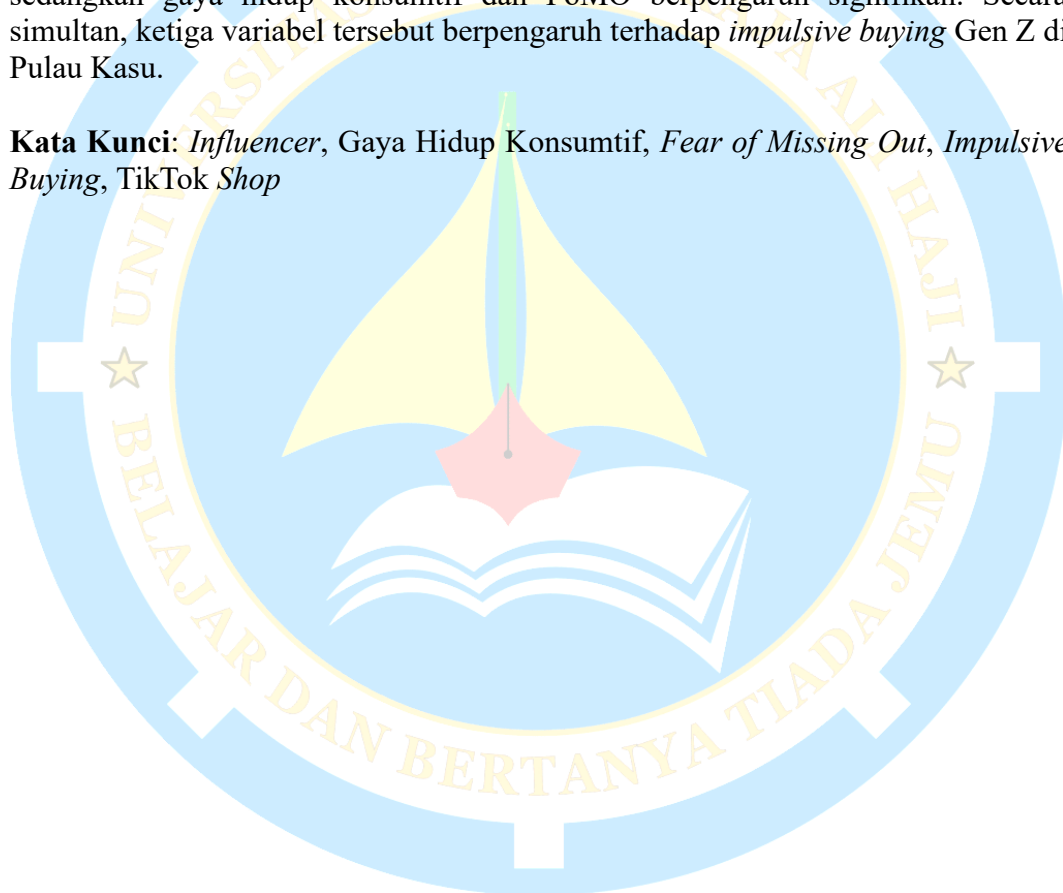 sedangkan gaya hidup konsumtif dan FoMO berpengaruh signifikan. Secara
simultan, ketiga variabel tersebut berpengaruh terhadap impulsive buying Gen Z di
Pulau Kasu.
Kata Kunci: Influencer, Gaya Hidup Konsumtif, Fear of Missing Out, Impulsive
Buying, TikTok Shop
ALI HAJI
BELAJAR DAN BERTANYA TIADA JEMU